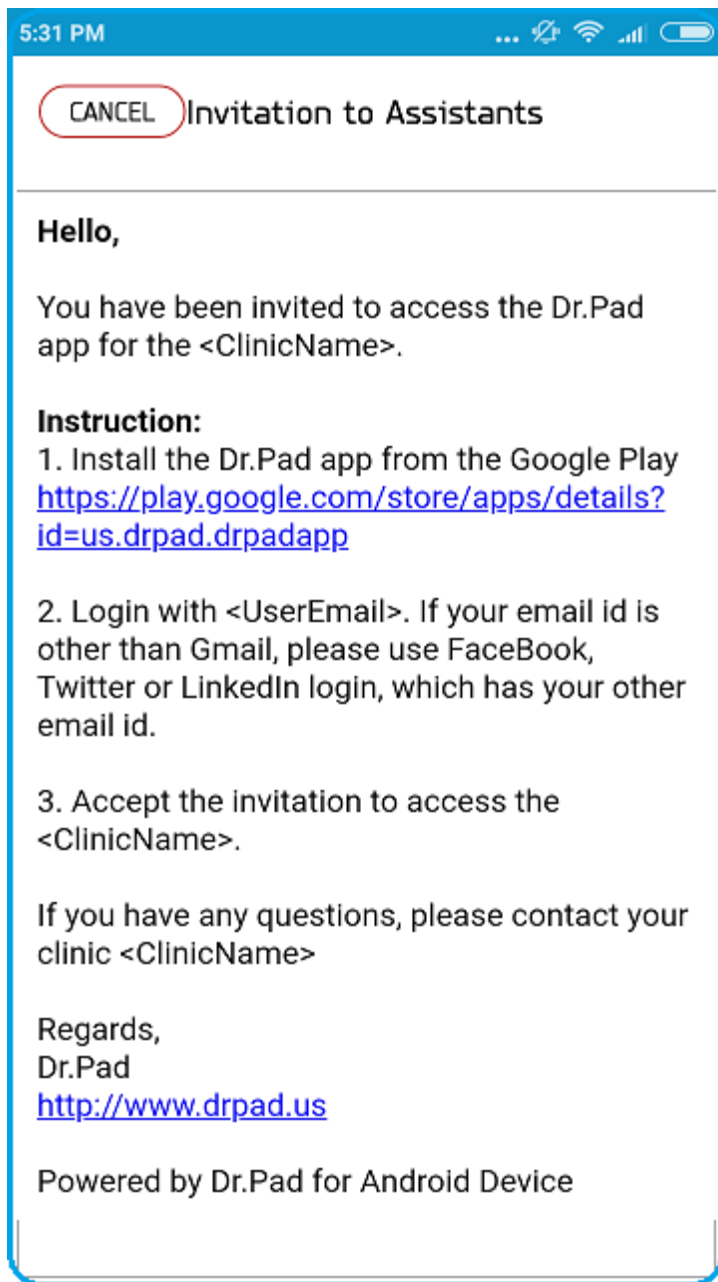 5:31 PM
CANCEL Invitation to Assistants
Hello,
You have been invited to access the Dr.Pad
app for the <ClinicName>.
Instruction:
1. Install the Dr.Pad app from the Google Play
https://play.google.com/store/apps/details?
id=us.drpad.drpadapp
2. Login with <UserEmail>. If your email id is
other than Gmail, please use FaceBook,
Twitter or LinkedIn login, which has your other
email id.
3. Accept the invitation to access the
<ClinicName>.
If you have any questions, please contact your
clinic <ClinicName>
Regards,
Dr.Pad
http://www.drpad.us
Powered by Dr.Pad for Android Device